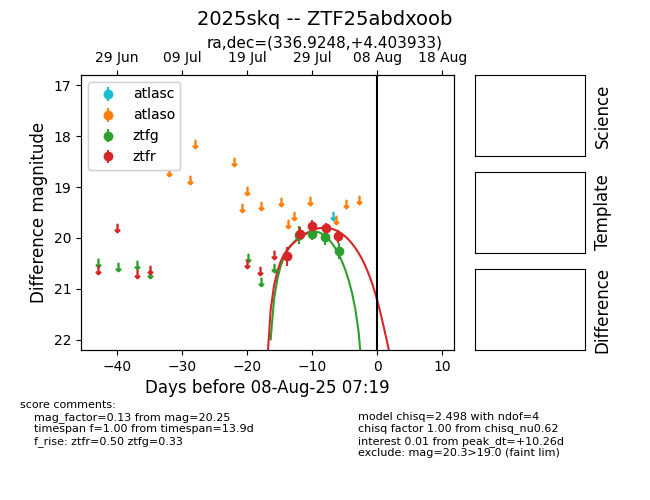 2025skq -- ZTF25abdxoob
ra,dec=(336.9248,+4.403933)
29 Jun 09 Jul 19 Jul 29 Jul 08 Aug 18 Aug
17
18
19
20
21
22
Difference magnitude
atlasc
atlaso
ztfg
ztfr
−40 −30 −20 −10 0 10
Days before 08-Aug-25 07:19
Science
Template
Difference
score comments:
mag_factor=0.13 from mag=20.25
timespan f=1.00 from timespan=13.9d
f_rise: ztfr=0.50 ztfg=0.33
model chisq=2.498 with ndof=4
chisq factor 1.00 from chisq_nu0.62
interest 0.01 from peak_dt=+10.26d
exclude: mag=20.3>19.0 (faint lim)